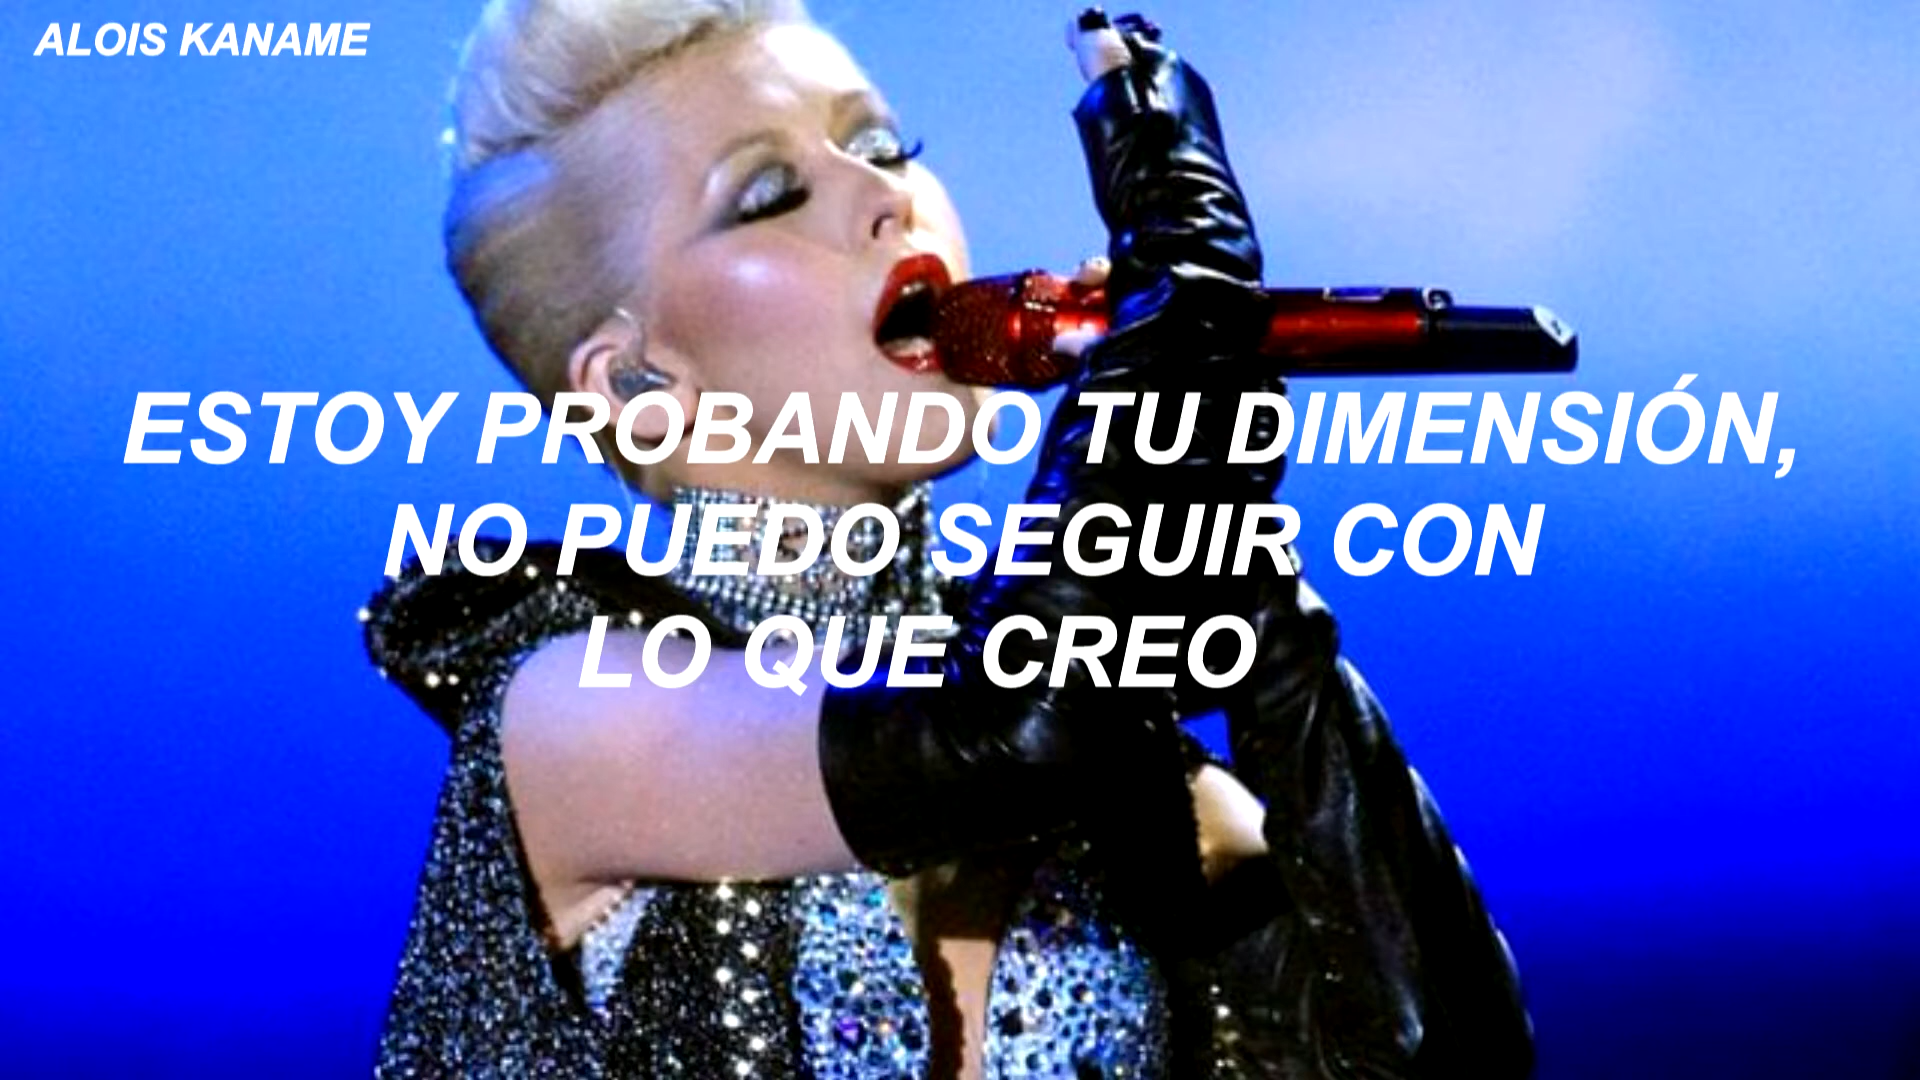 ALOIS KANAME
ESTOY PROBANDO TU DIMENSIÓN,
NO PUEDO SEGUIR CON
LO QUE CREO